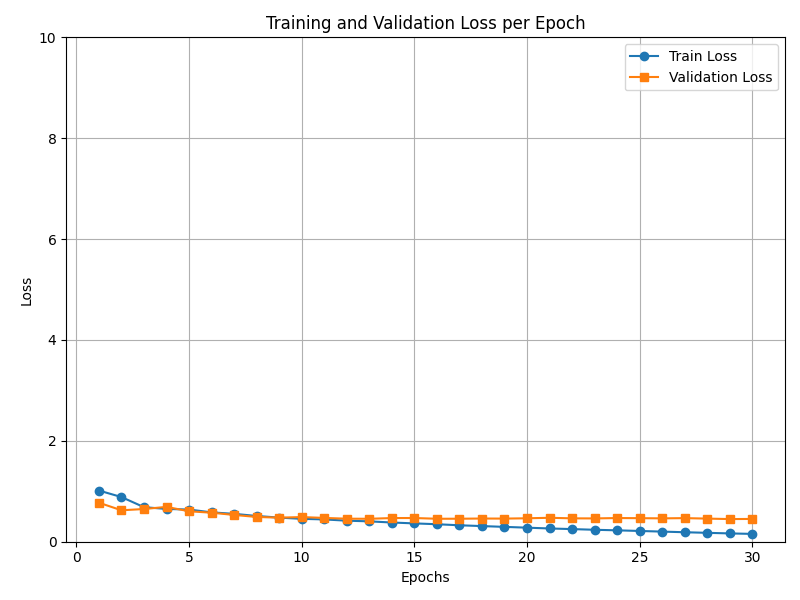 Training and Validation Loss per Epoch
Train Loss
Validation Loss
Loss
10
8
6
4
2
0
0 5 10 15 20 25 30
Epochs